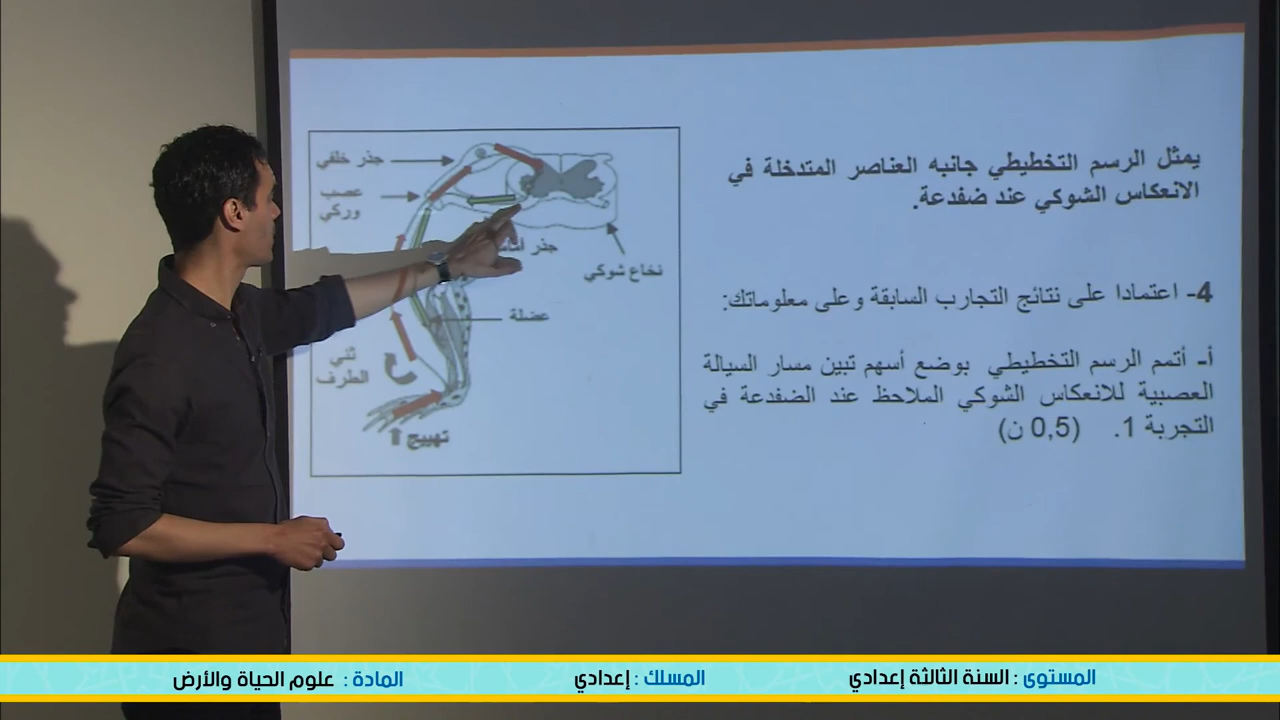 يمثل الرسم التخطيطي جانبه العناصر المتدخلة في
الانعكاس الشوكي عند ضفدعة.
4- اعتمادا على نتائج التجارب السابقة وعلى معلوماتك:
أ- أتمم الرسم التخطيطي بوضع أسهم تبين مسار السيالة
العصبية للانعكاس الشوكي الملاحظ عند الضفدعة في
التجربة 1. (0,5 ن)
جذر خلفي
عصب
وركي
جذر
نخاع شوكي
عضلة
ثني
الطرف
تهييج
المستوى : السنة الثالثة إعدادي
المسلك : إعدادي
المادة : علوم الحياة والأرض